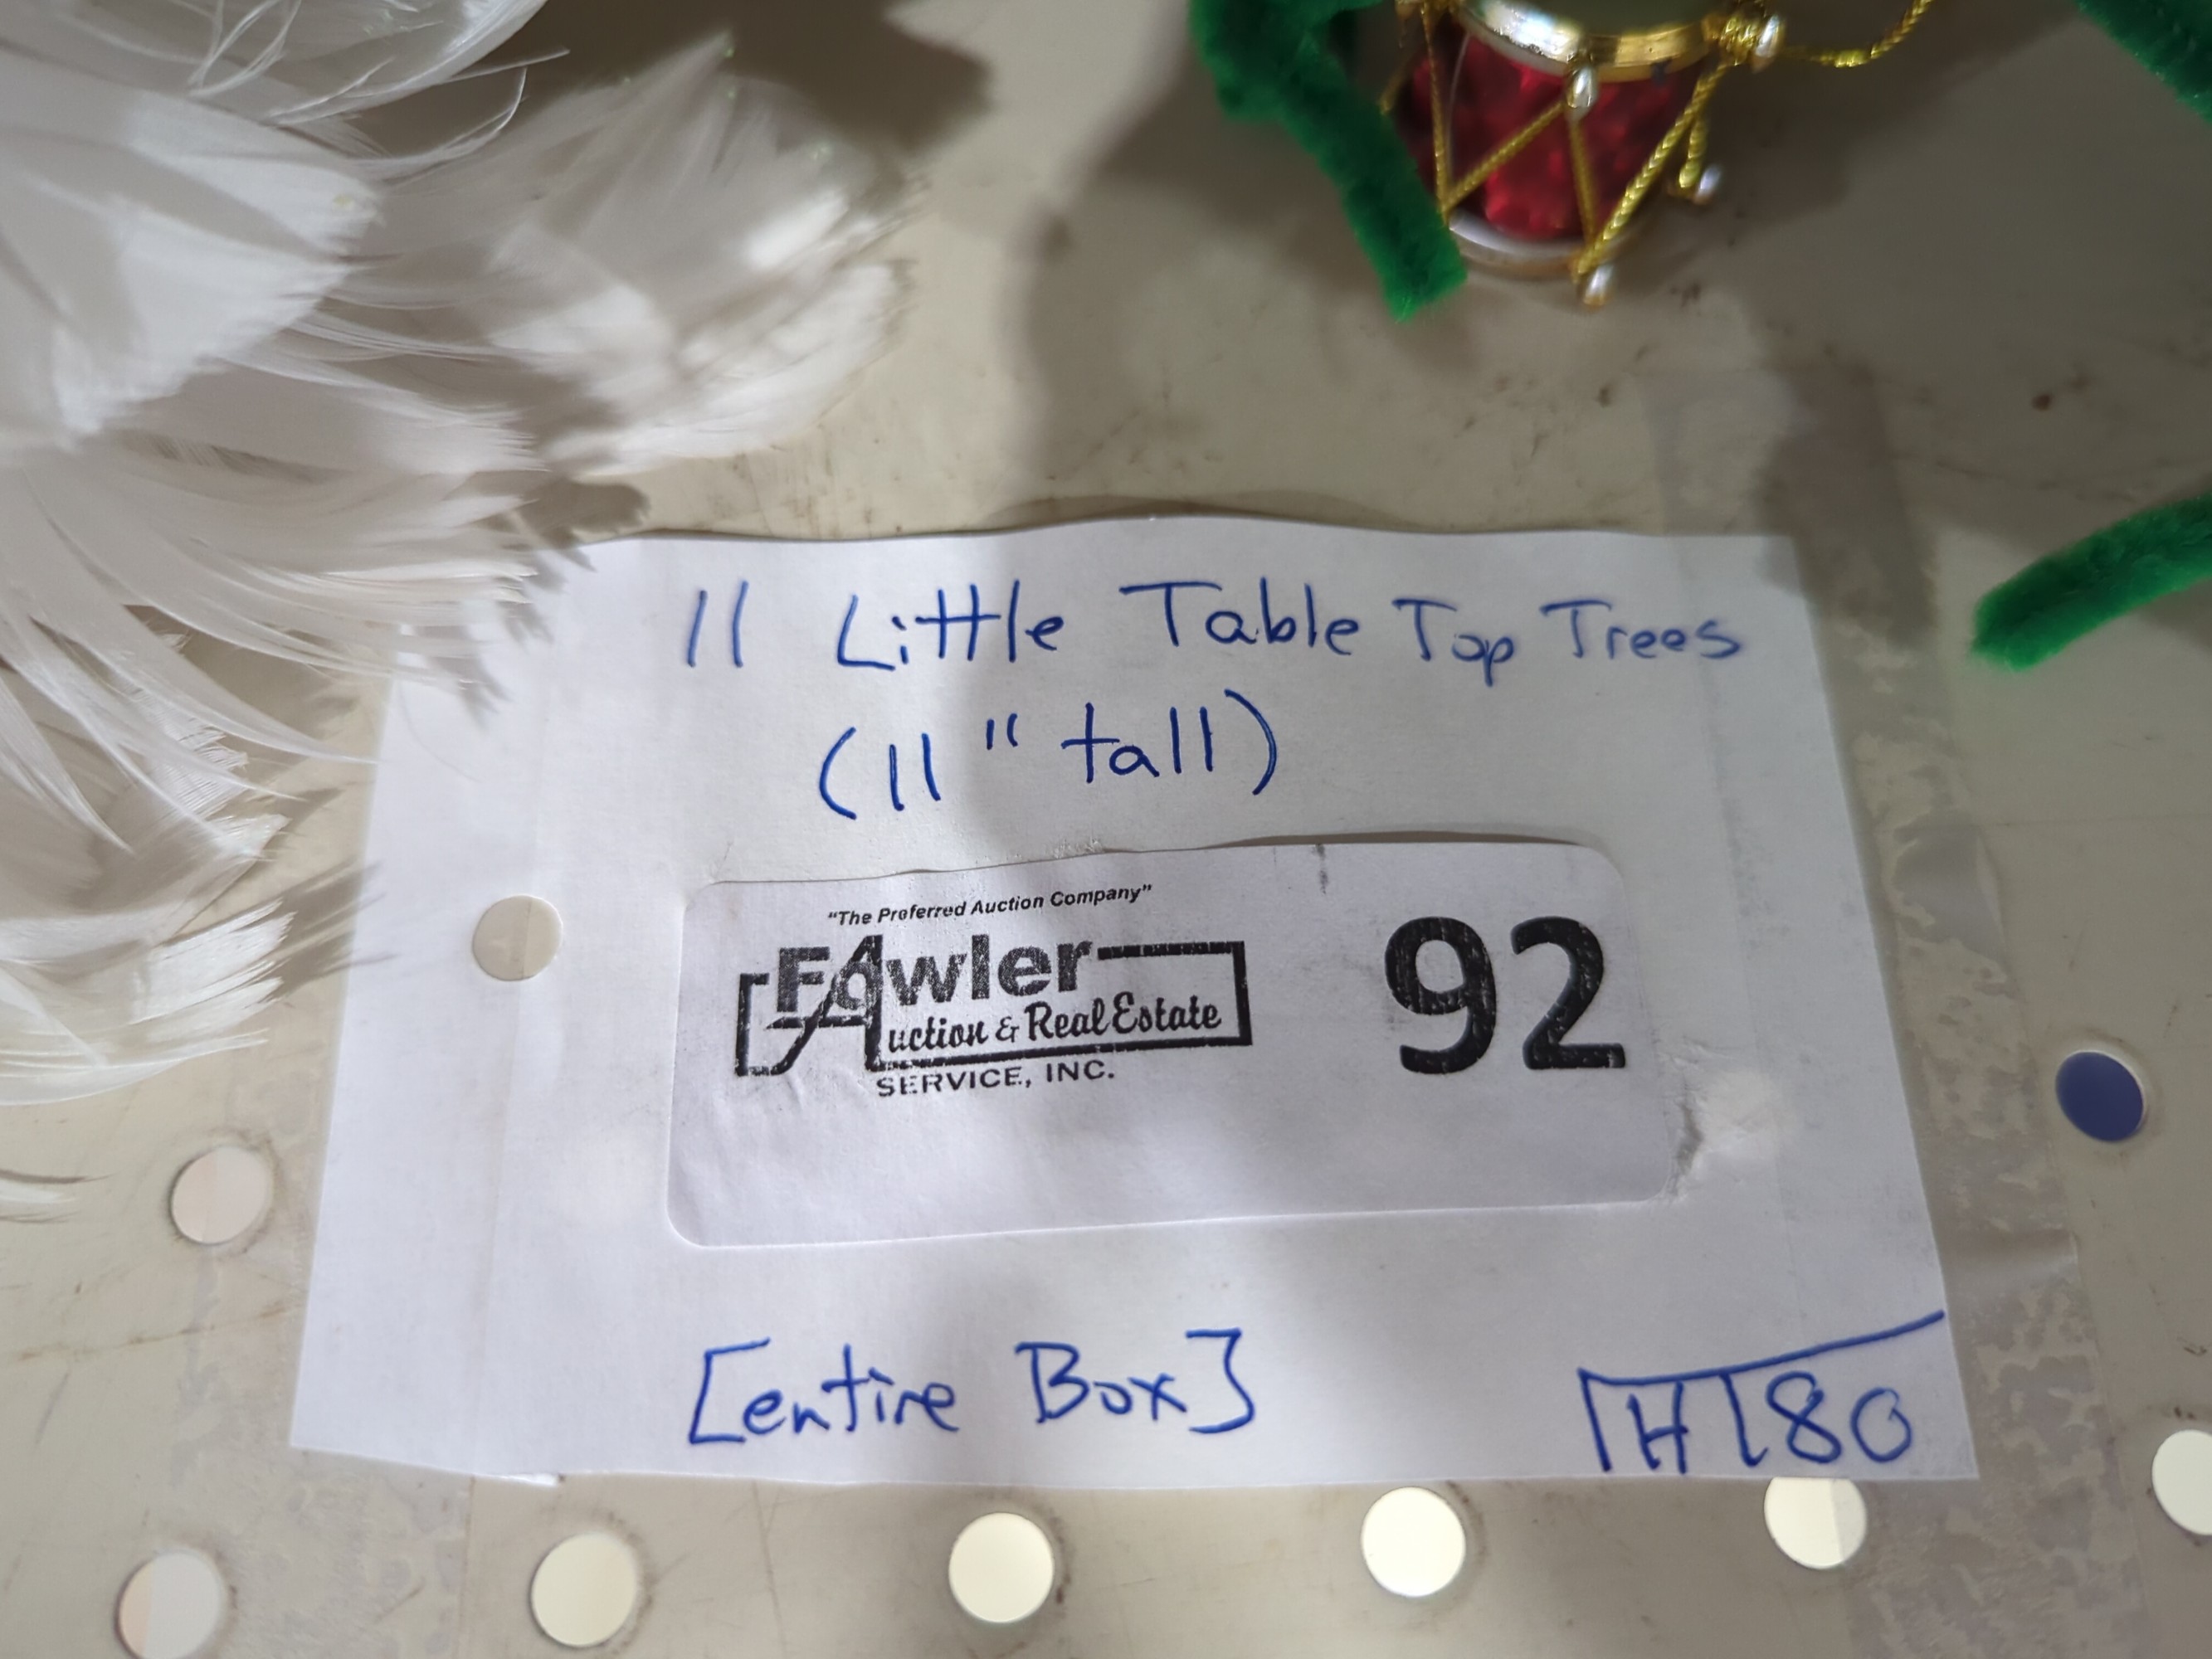 11 Little Table Top Trees
(11" tall)
"The Preferred Auction Company"
Fowler
Auction & Real Estate
SERVICE, INC.
92
[entire Box]
H 80